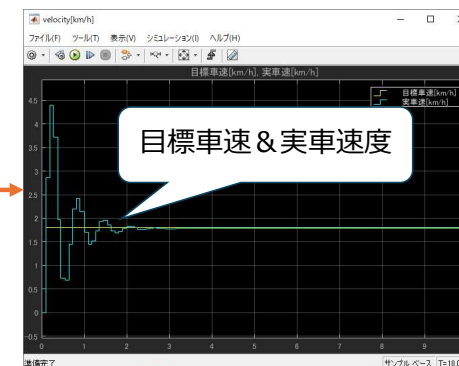 velocity[km/h]
ファイル(F) ツール(T) 表示(V) シミュレーション(I) ヘルプ(H)
目標車速[km/h], 実車速[km/h]
目標車速[km/h]
実車速[km/h]
目標車速&実車速度
4.5
4
3.5
3
2.5
2
1.5
1
0.5
0
-0.5
0 1 2 3 4 5 6 7 8 9
準備完了
サンプル ベース T=10.0